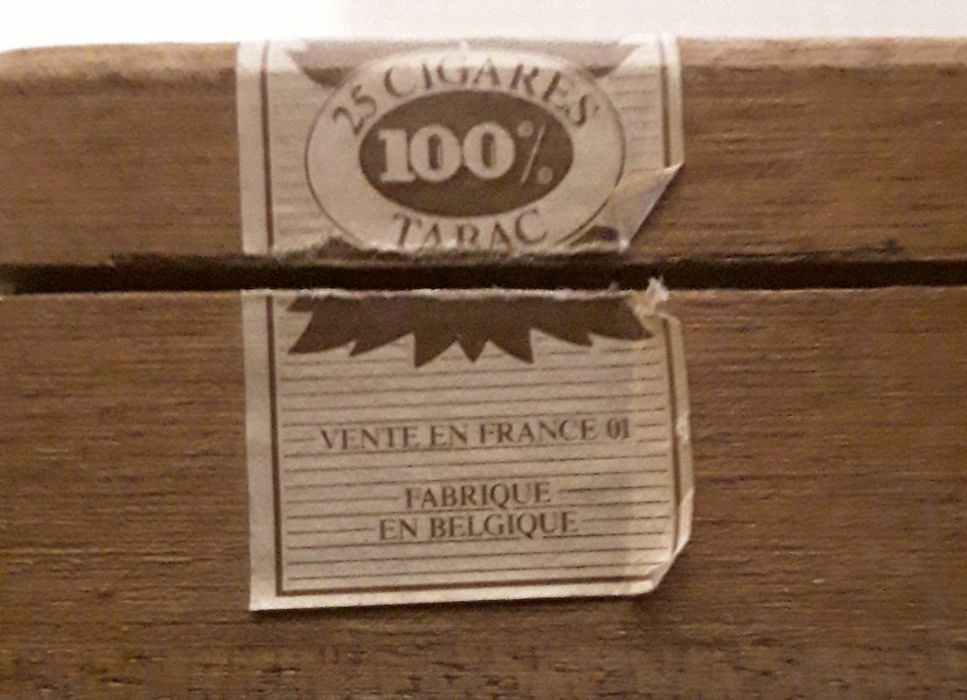 25 CIGARES
100%
TABAC
VENTE EN FRANCE 01
FABRIQUE
EN BELGIQUE